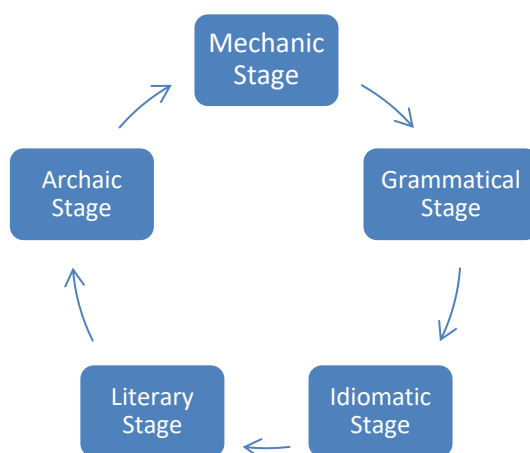 Mechanic
Stage
Grammatical
Stage
Idiomatic
Stage
Literary
Stage
Archaic
Stage